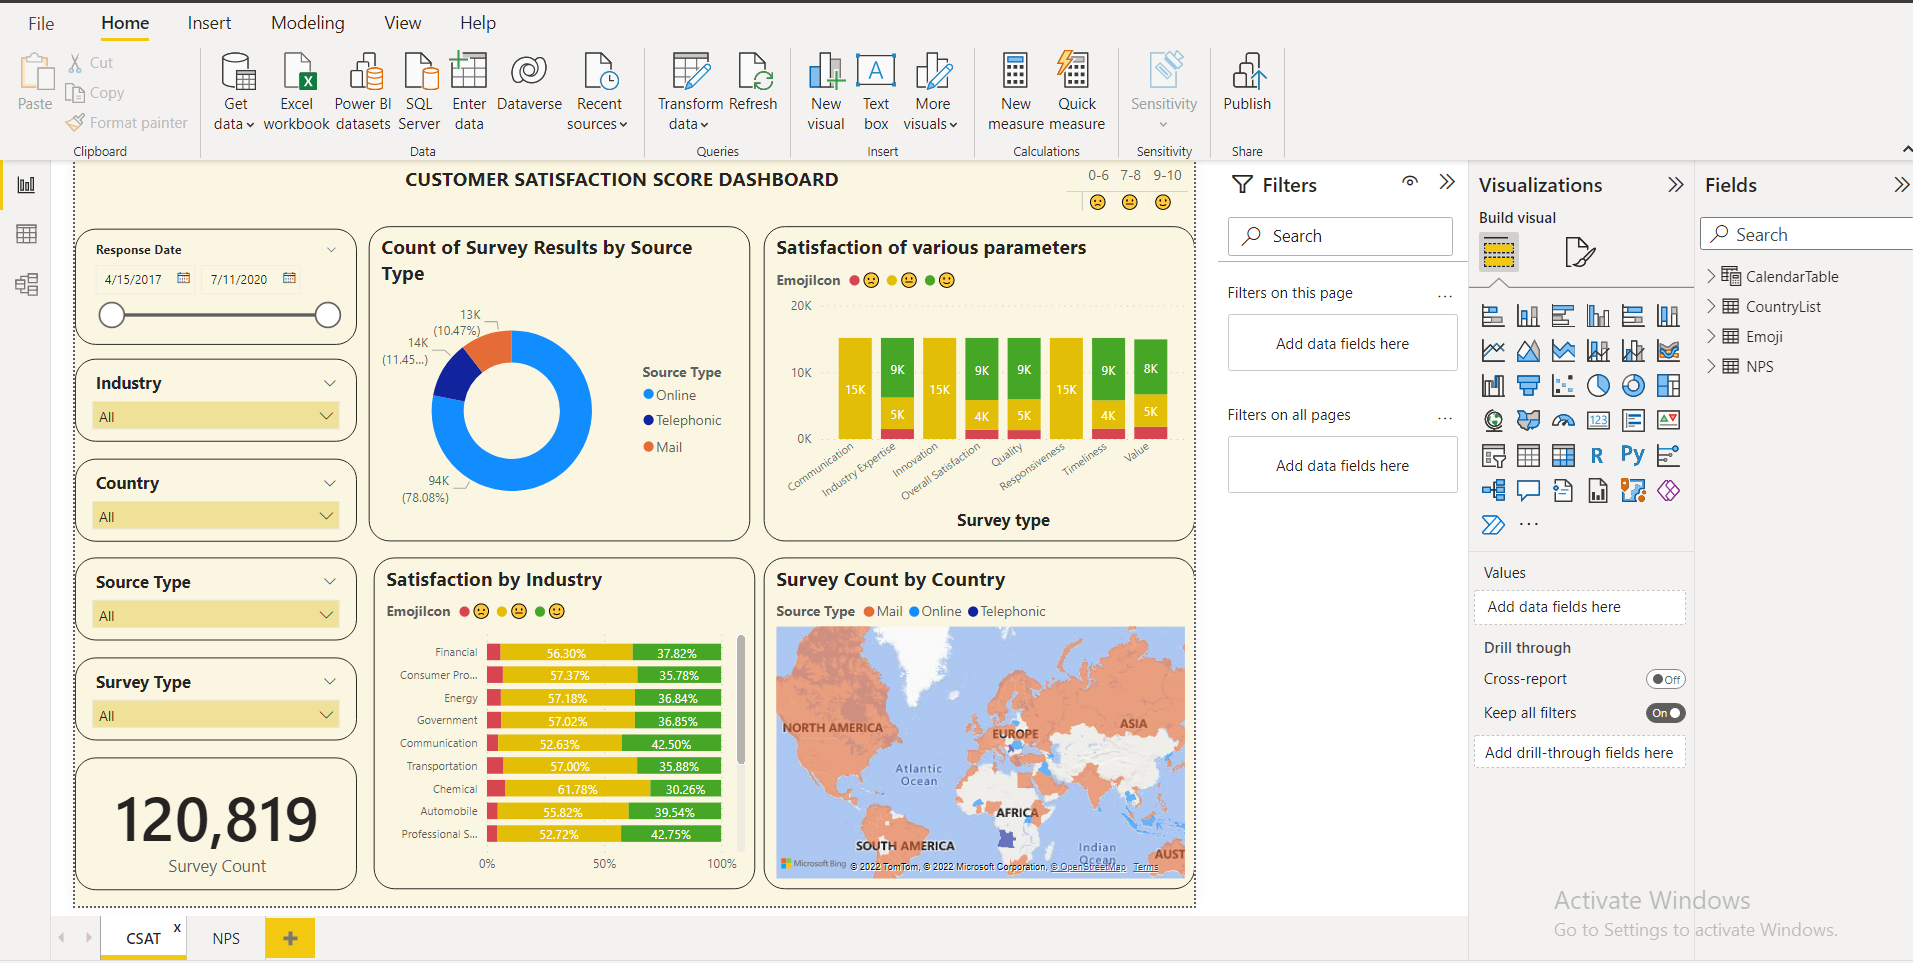 File Home Insert Modeling View Help
Paste
Cut
Copy
Format painter
Clipboard
Get data
Excel workbook
Power BI datasets
SQL Server
Enter data
Dataverse
Recent sources
Data
Transform data
Refresh
Queries
New visual
Text box
A
More visuals
Insert
New measure
Quick measure
Calculations
Sensitivity
Sensitivity
Publish
Share
CUSTOMER SATISFACTION SCORE DASHBOARD
0-6 7-8 9-10
Response Date
4/15/2017 7/11/2020
Industry
All
Country
All
Source Type
All
Survey Type
All
120,819
Survey Count
Count of Survey Results by Source
Type
13K
(10.47%)
14K
(11.45...)
94K
(78.08%)
Source Type
Online
Telephonic
Mail
Satisfaction of various parameters
EmojiIcon
20K
10K
0K
15K 9K 5K 15K 9K 4K 9K 5K 15K 9K 4K 8K 5K
Communication
Industry Expertise
Innovation
Overall Satisfaction
Quality
Responsiveness
Timeliness
Value
Survey type
Satisfaction by Industry
EmojiIcon
Financial 56.30% 37.82%
Consumer Pro... 57.37% 35.78%
Energy 57.18% 36.84%
Government 57.02% 36.85%
Communication 52.63% 42.50%
Transportation 57.00% 35.88%
Chemical 61.78% 30.26%
Automobile 55.82% 39.54%
Professional S... 52.72% 42.75%
0% 50% 100%
Survey Count by Country
Source Type Mail Online Telephonic
NORTH AMERICA
EUROPE
ASIA
Atlantic
Ocean
AFRICA
SOUTH AMERICA
Indian
Ocean
AUST
Microsoft Bing
© 2022 TomTom, © 2022 Microsoft Corporation, © OpenStreetMap Terms
Filters
Search
Filters on this page ...
Add data fields here
Filters on all pages ...
Add data fields here
Visualizations
Build visual
123
R
Py
...
Values
Add data fields here
Drill through
Cross-report Off
Keep all filters On
Add drill-through fields here
Fields
Search
CalendarTable
CountryList
Emoji
NPS
Activate Windows
Go to Settings to activate Windows.
CSAT x NPS +